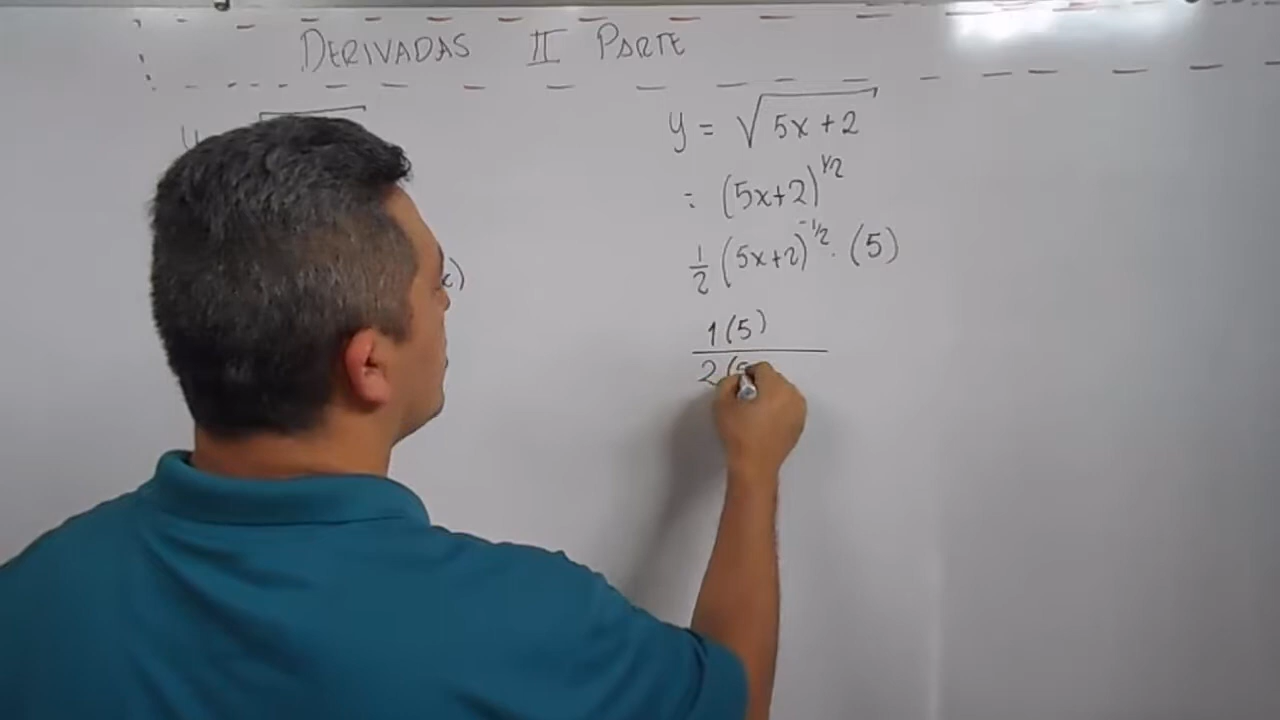 DERIVADAS II PARTE
y = √5x+2
= (5x+2)^1/2
1/2 (5x+2)^-1/2 · (5)
1(5)
2(5